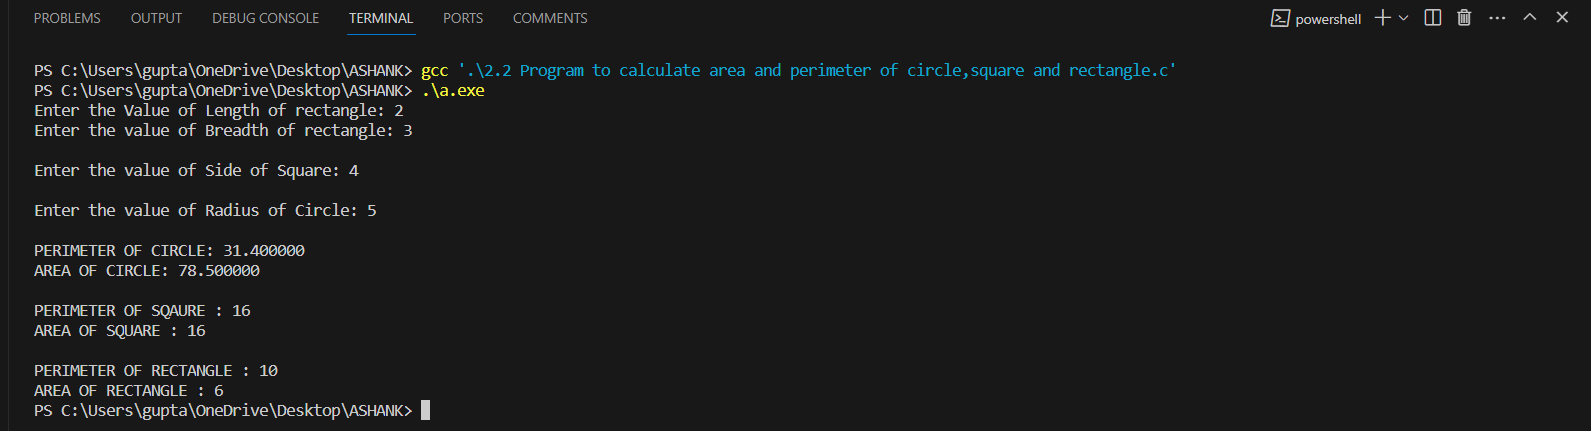 PROBLEMS OUTPUT DEBUG CONSOLE TERMINAL PORTS COMMENTS powershell
PS C:\Users\gupta\OneDrive\Desktop\ASHANK> gcc '.\2.2 Program to calculate area and perimeter of circle,square and rectangle.c'
PS C:\Users\gupta\OneDrive\Desktop\ASHANK> .\a.exe
Enter the Value of Length of rectangle: 2
Enter the value of Breadth of rectangle: 3
Enter the value of Side of Square: 4
Enter the value of Radius of Circle: 5
PERIMETER OF CIRCLE: 31.400000
AREA OF CIRCLE: 78.500000
PERIMETER OF SQAURE : 16
AREA OF SQUARE : 16
PERIMETER OF RECTANGLE : 10
AREA OF RECTANGLE : 6
PS C:\Users\gupta\OneDrive\Desktop\ASHANK>